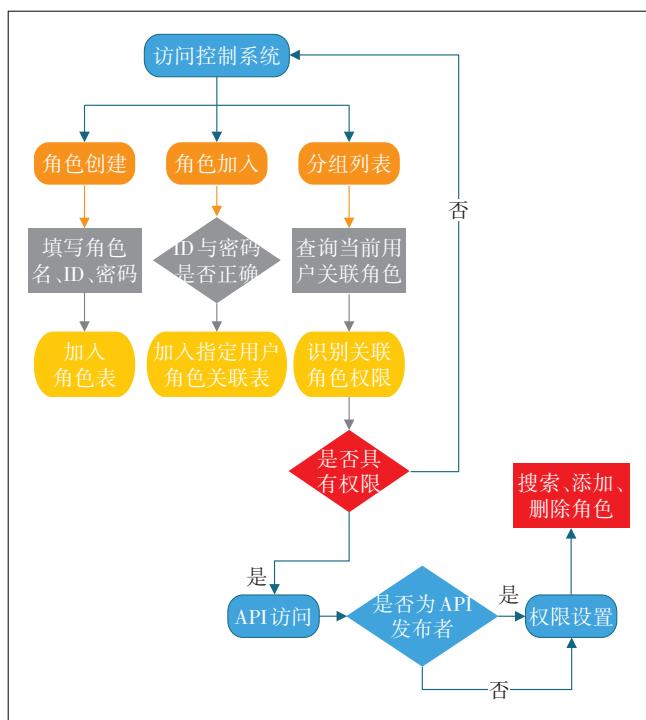 访问控制系统
角色创建
角色加入
分组列表
否
填写角色
名、ID、密码
ID与密码
是否正确
查询当前用
户关联角色
加入
角色表
加入指定用户
角色关联表
识别关联
角色权限
是否具
有权限
搜索、添加、
删除角色
是
API访问
是否为API
发布者
是
权限设置
否